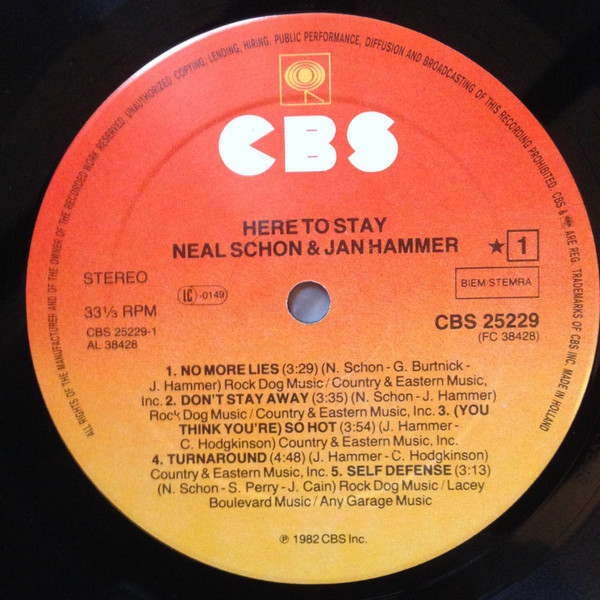 ALL RIGHTS OF THE MANUFACTURER AND OF THE OWNER OF THE RECORDED WORK RESERVED. UNAUTHORIZED COPYING, LENDING, HIRING, PUBLIC PERFORMANCE, DIFFUSION AND BROADCASTING OF THIS RECORDING PROHIBITED. CBS & ARE REG. TRADEMARKS OF CBS INC. MADE IN HOLLAND
CBS
HERE TO STAY
NEAL SCHON & JAN HAMMER ★ 1
STEREO
LC -0149
BIEM/STEMRA
33⅓ RPM
CBS 25229-1
AL 38428
CBS 25229
(FC 38428)
1. NO MORE LIES (3:29) (N. Schon - G. Burtnick -
J. Hammer) Rock Dog Music/Country & Eastern Music,
Inc. 2. DON'T STAY AWAY (3:35) (N. Schon - J. Hammer)
Rock Dog Music/Country & Eastern Music, Inc. 3. (YOU
THINK YOU'RE) SO HOT (3:54) (J. Hammer -
C. Hodgkinson) Country & Eastern Music, Inc.
4. TURNAROUND (4:48) (J. Hammer - C. Hodgkinson)
Country & Eastern Music, Inc. 5. SELF DEFENSE (3:13)
(N. Schon - S. Perry - J. Cain) Rock Dog Music/Lacey
Boulevard Music/Any Garage Music
℗ 1982 CBS Inc.